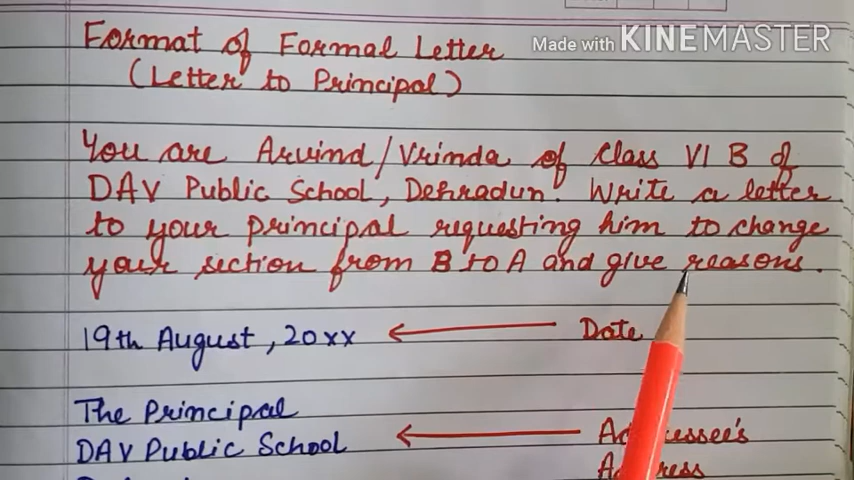 Format of Formal Letter
Made with KINEMASTER
(Letter to Principal)
You are Arvind/Vrinda of class VI B of
DAV Public School, Dehradun. Write a letter
to your principal requesting him to change
your section from B to A and give reasons.
19th August, 20xx Date
The Principal
DAV Public School